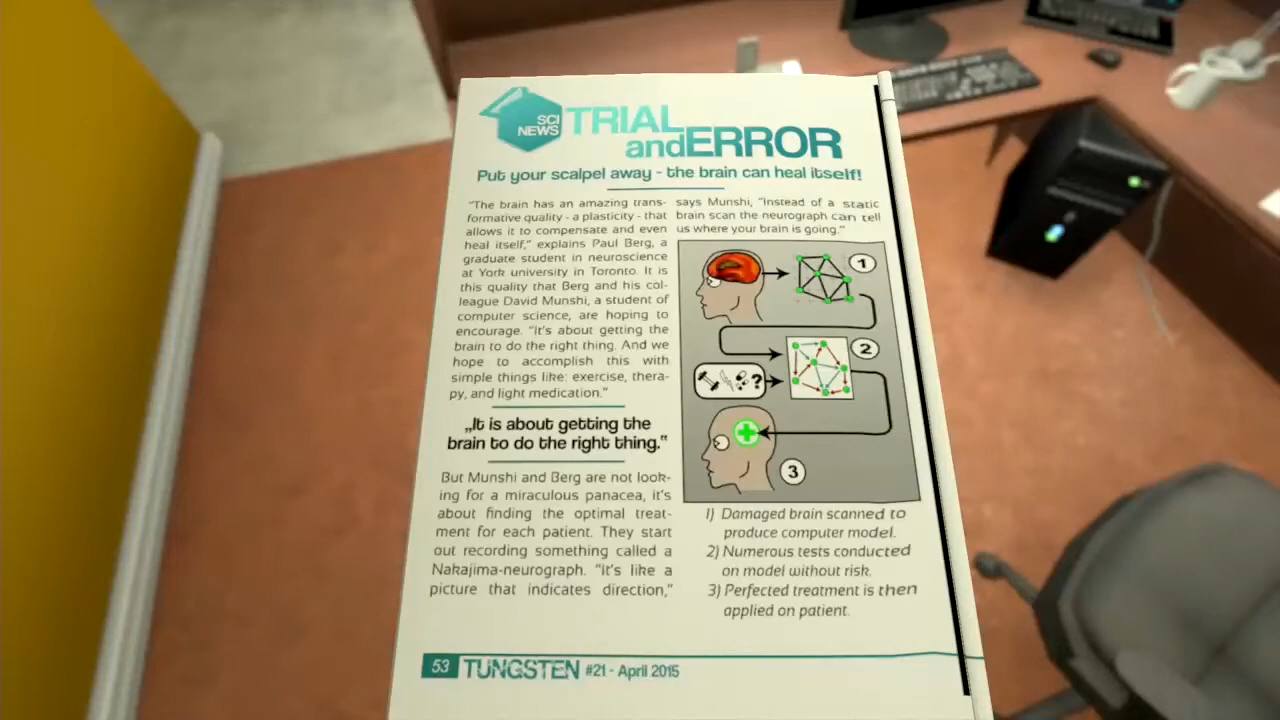 SCI
NEWS
TRIAL
andERROR
Put your scalpel away - the brain can heal itself!
"The brain has an amazing trans-
formative quality - a plasticity - that
allows it to compensate and even
heal itself," explains Paul Berg, a
graduate student in neuroscience
at York university in Toronto. It is
this quality that Berg and his col-
league David Munshi, a student of
computer science, are hoping to
encourage. "It's about getting the
brain to do the right thing. And we
hope to accomplish this with
simple things like: exercise, thera-
py, and light medication."
„It is about getting the
brain to do the right thing."
But Munshi and Berg are not look-
ing for a miraculous panacea, it's
about finding the optimal treat-
ment for each patient. They start
out recording something called a
Nakajima-neurograph. "It's like a
picture that indicates direction,"
says Munshi, "Instead of a static
brain scan the neurograph can tell
us where your brain is going."
1
2
?
3
1) Damaged brain scanned to
produce computer model.
2) Numerous tests conducted
on model without risk.
3) Perfected treatment is then
applied on patient.
53 TUNGSTEN #21 - April 2015